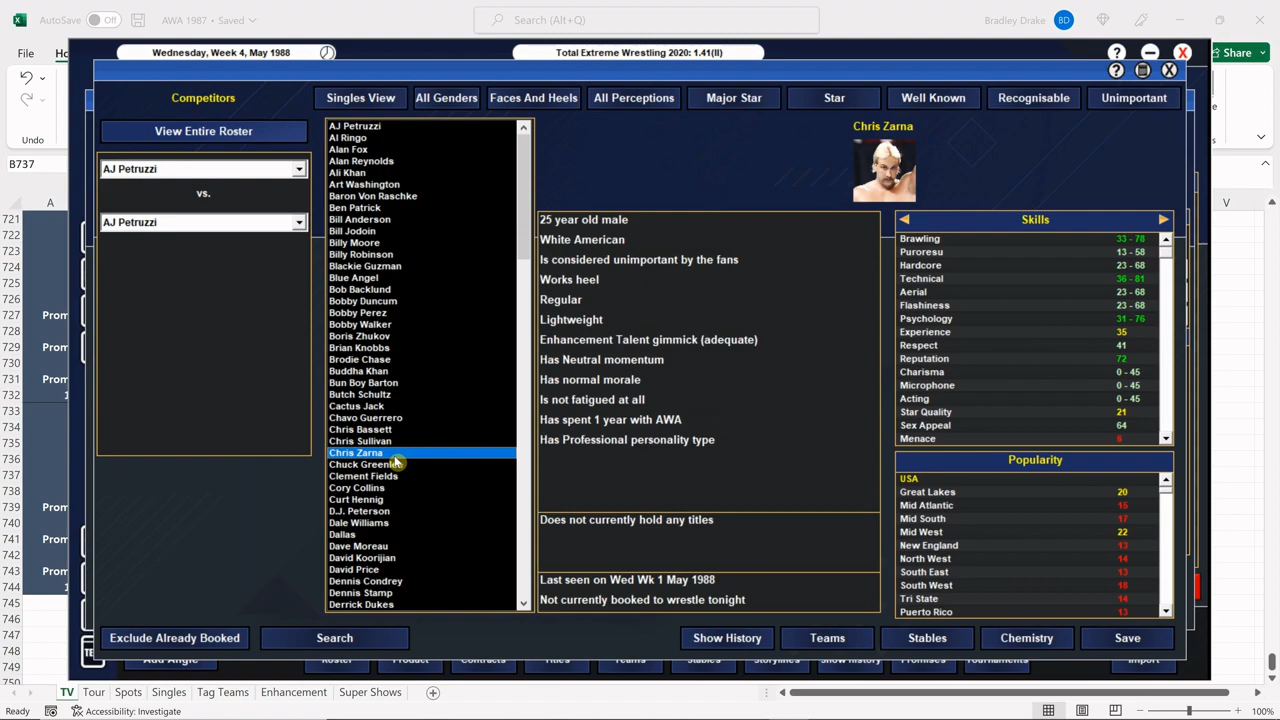 AutoSave Off AWA 1987 • Saved Search (Alt+Q) Bradley Drake BD
File Share
Wednesday, Week 4, May 1988 Total Extreme Wrestling 2020: 1.41(II)
Competitors Singles View All Genders Faces And Heels All Perceptions Major Star Star Well Known Recognisable Unimportant
View Entire Roster
AJ Petruzzi
vs.
AJ Petruzzi
AJ Petruzzi
Al Ringo
Alan Fox
Alan Reynolds
Ali Khan
Art Washington
Baron Von Raschke
Ben Patrick
Bill Anderson
Bill Jodoin
Billy Moore
Billy Robinson
Blackie Guzman
Blue Angel
Bob Backlund
Bobby Duncum
Bobby Perez
Bobby Walker
Boris Zhukov
Brian Knobbs
Brodie Chase
Buddha Khan
Bun Boy Barton
Butch Schultz
Cactus Jack
Chavo Guerrero
Chris Bassett
Chris Sullivan
Chris Zarna
Clement Fields
Cory Collins
Curt Hennig
D.J. Peterson
Dale Williams
Dallas
Dave Moreau
David Koorijian
David Price
Dennis Condrey
Dennis Stamp
Derrick Dukes
Chris Zarna
25 year old male
White American
Is considered unimportant by the fans
Works heel
Regular
Lightweight
Enhancement Talent gimmick (adequate)
Has Neutral momentum
Has normal morale
Is not fatigued at all
Has spent 1 year with AWA
Has Professional personality type
Does not currently hold any titles
Last seen on Wed Wk 1 May 1988
Not currently booked to wrestle tonight
Skills
Brawling 33 - 78
Puroresu 13 - 58
Hardcore 23 - 68
Technical 36 - 81
Aerial 23 - 68
Flashiness 23 - 68
Psychology 31 - 76
Experience 35
Respect 41
Reputation 72
Charisma 0 - 45
Microphone 0 - 45
Acting 0 - 45
Star Quality 21
Sex Appeal 64
Menace 6
Popularity
USA
Great Lakes 20
Mid Atlantic 15
Mid South 17
Mid West 22
New England 13
North West 14
South East 13
South West 18
Tri State 14
Puerto Rico 13
Exclude Already Booked Search Show History Teams Stables Chemistry Save
Undo
B737
A V
721
722
723
724
725
726
727
728 Prom
729
730 Prom
731 Prom
732 1
733
738 Prom
741 Prom
742
743 Prom
744 1
749
TV Tour Spots Singles Tag Teams Enhancement Super Shows
Ready Accessibility: Investigate 100%